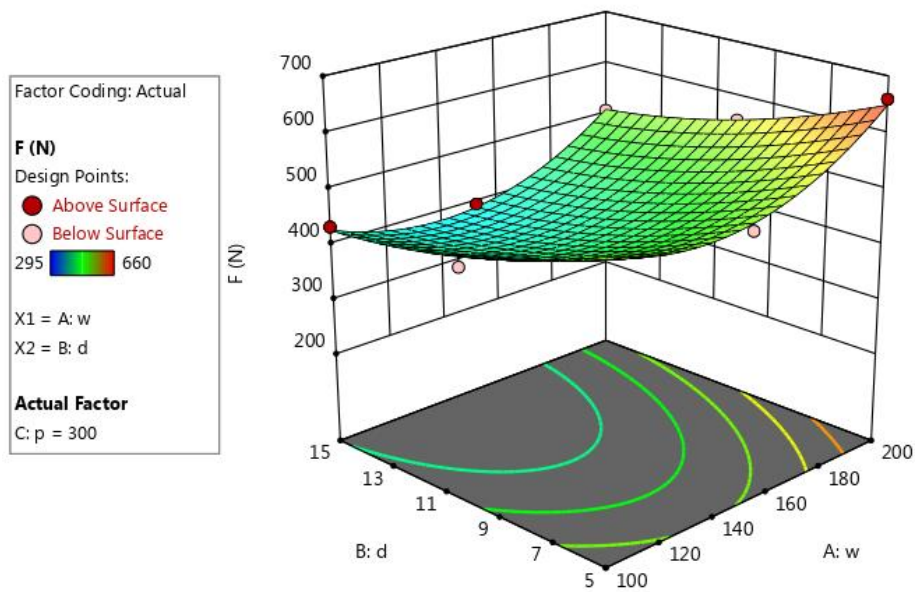 Factor Coding: Actual
F (N)
Design Points:
Above Surface
Below Surface
295 660
X1 = A: w
X2 = B: d
Actual Factor
C: p = 300
700
600
500
400
300
200
F (N)
15
13
11
9
7
5
B: d
200
180
160
140
120
100
A: w